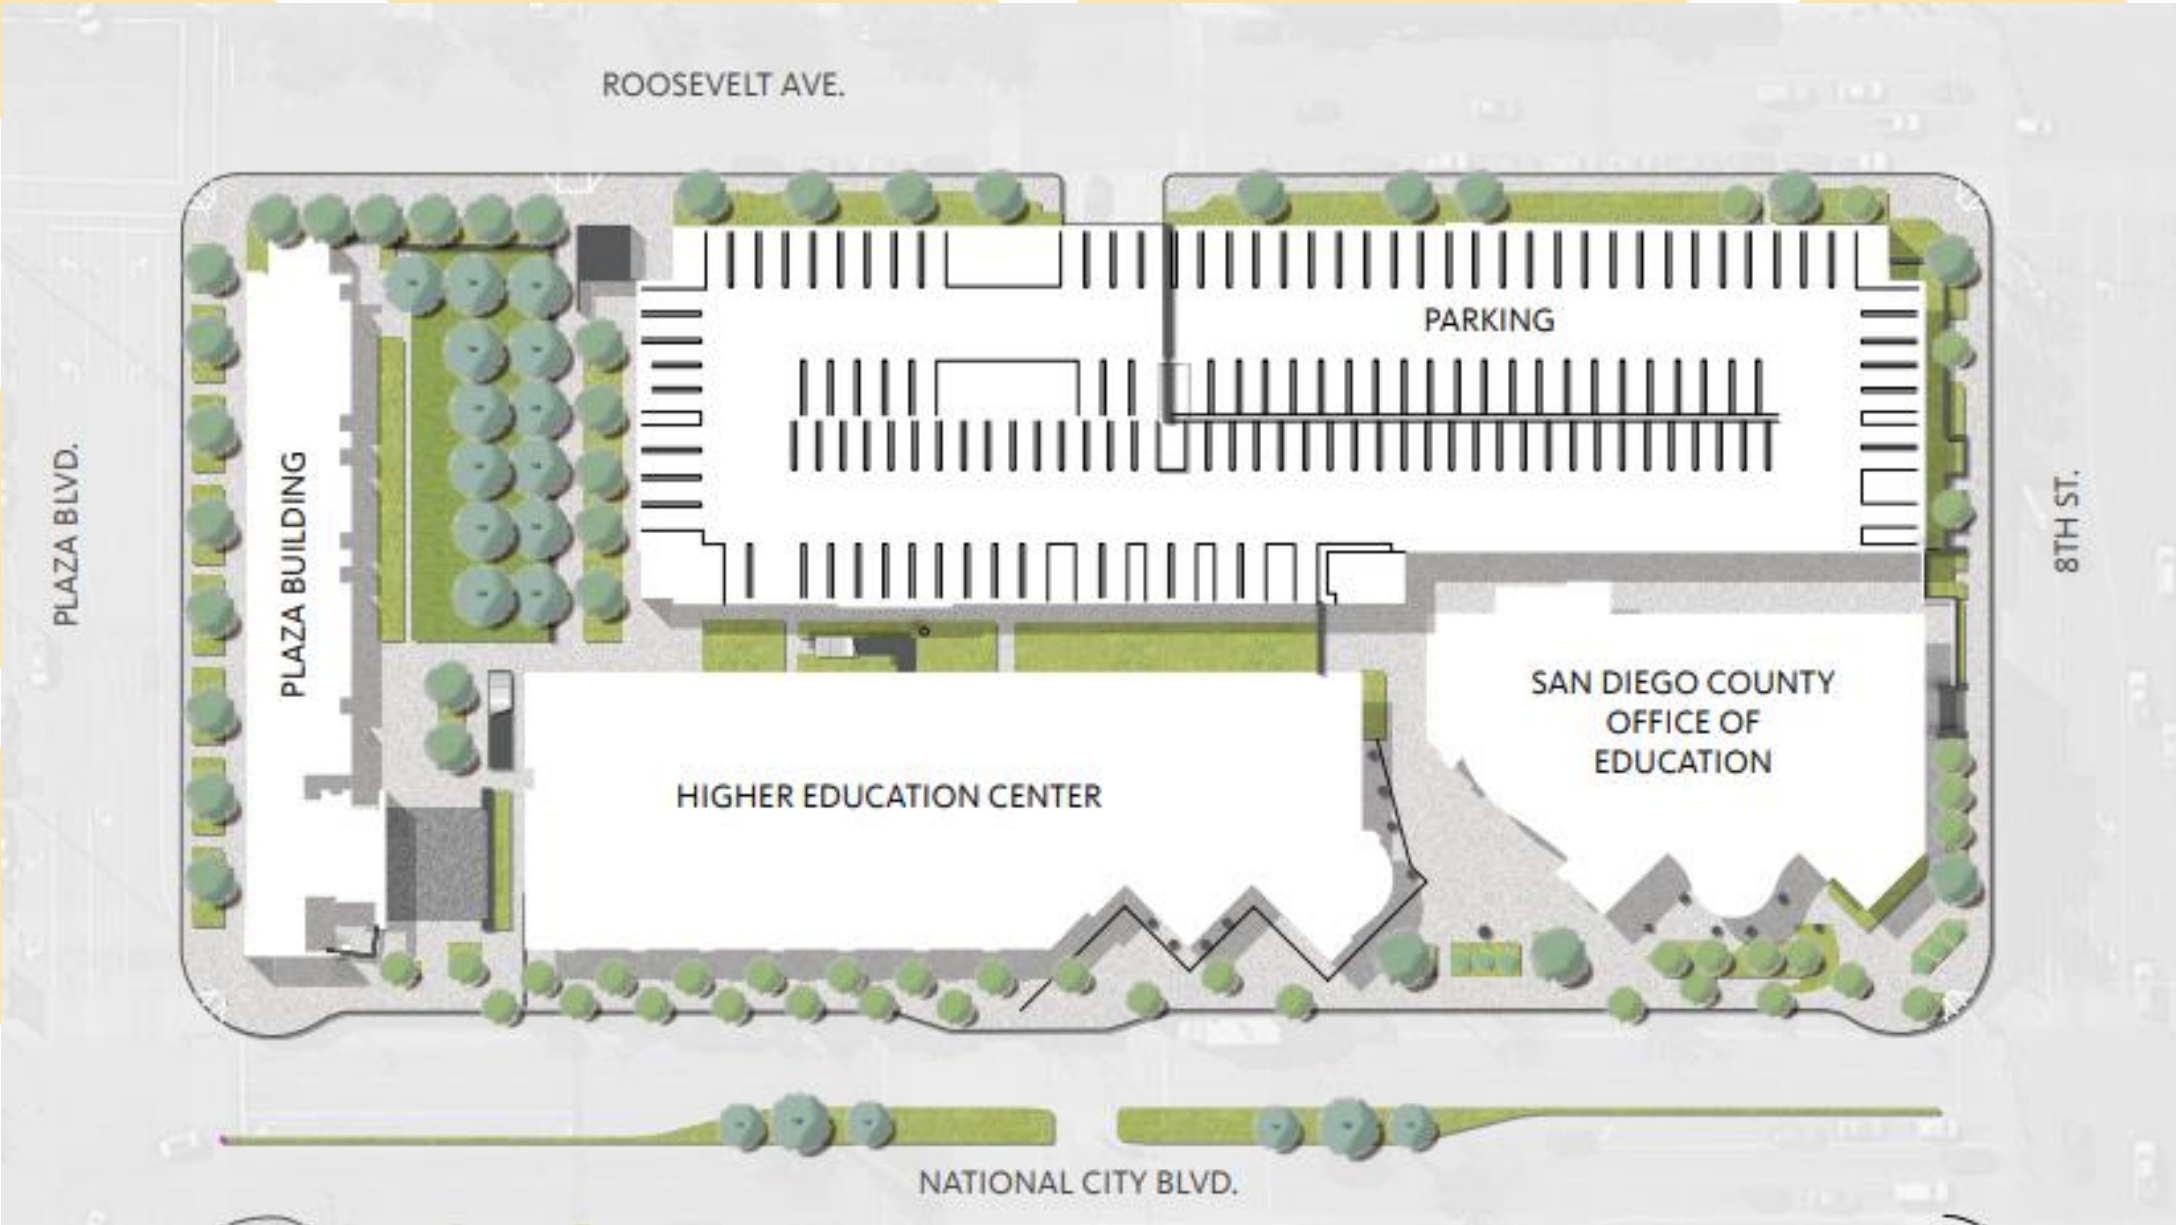 ROOSEVELT AVE.
PARKING
PLAZA BLVD.
PLAZA BUILDING
8TH ST.
SAN DIEGO COUNTY
OFFICE OF
EDUCATION
HIGHER EDUCATION CENTER
NATIONAL CITY BLVD.